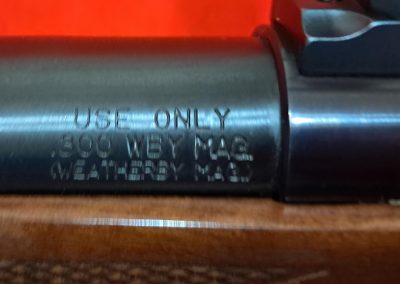 USE ONLY
.300 WBY MAG.
(WEATHERBY MAG.)